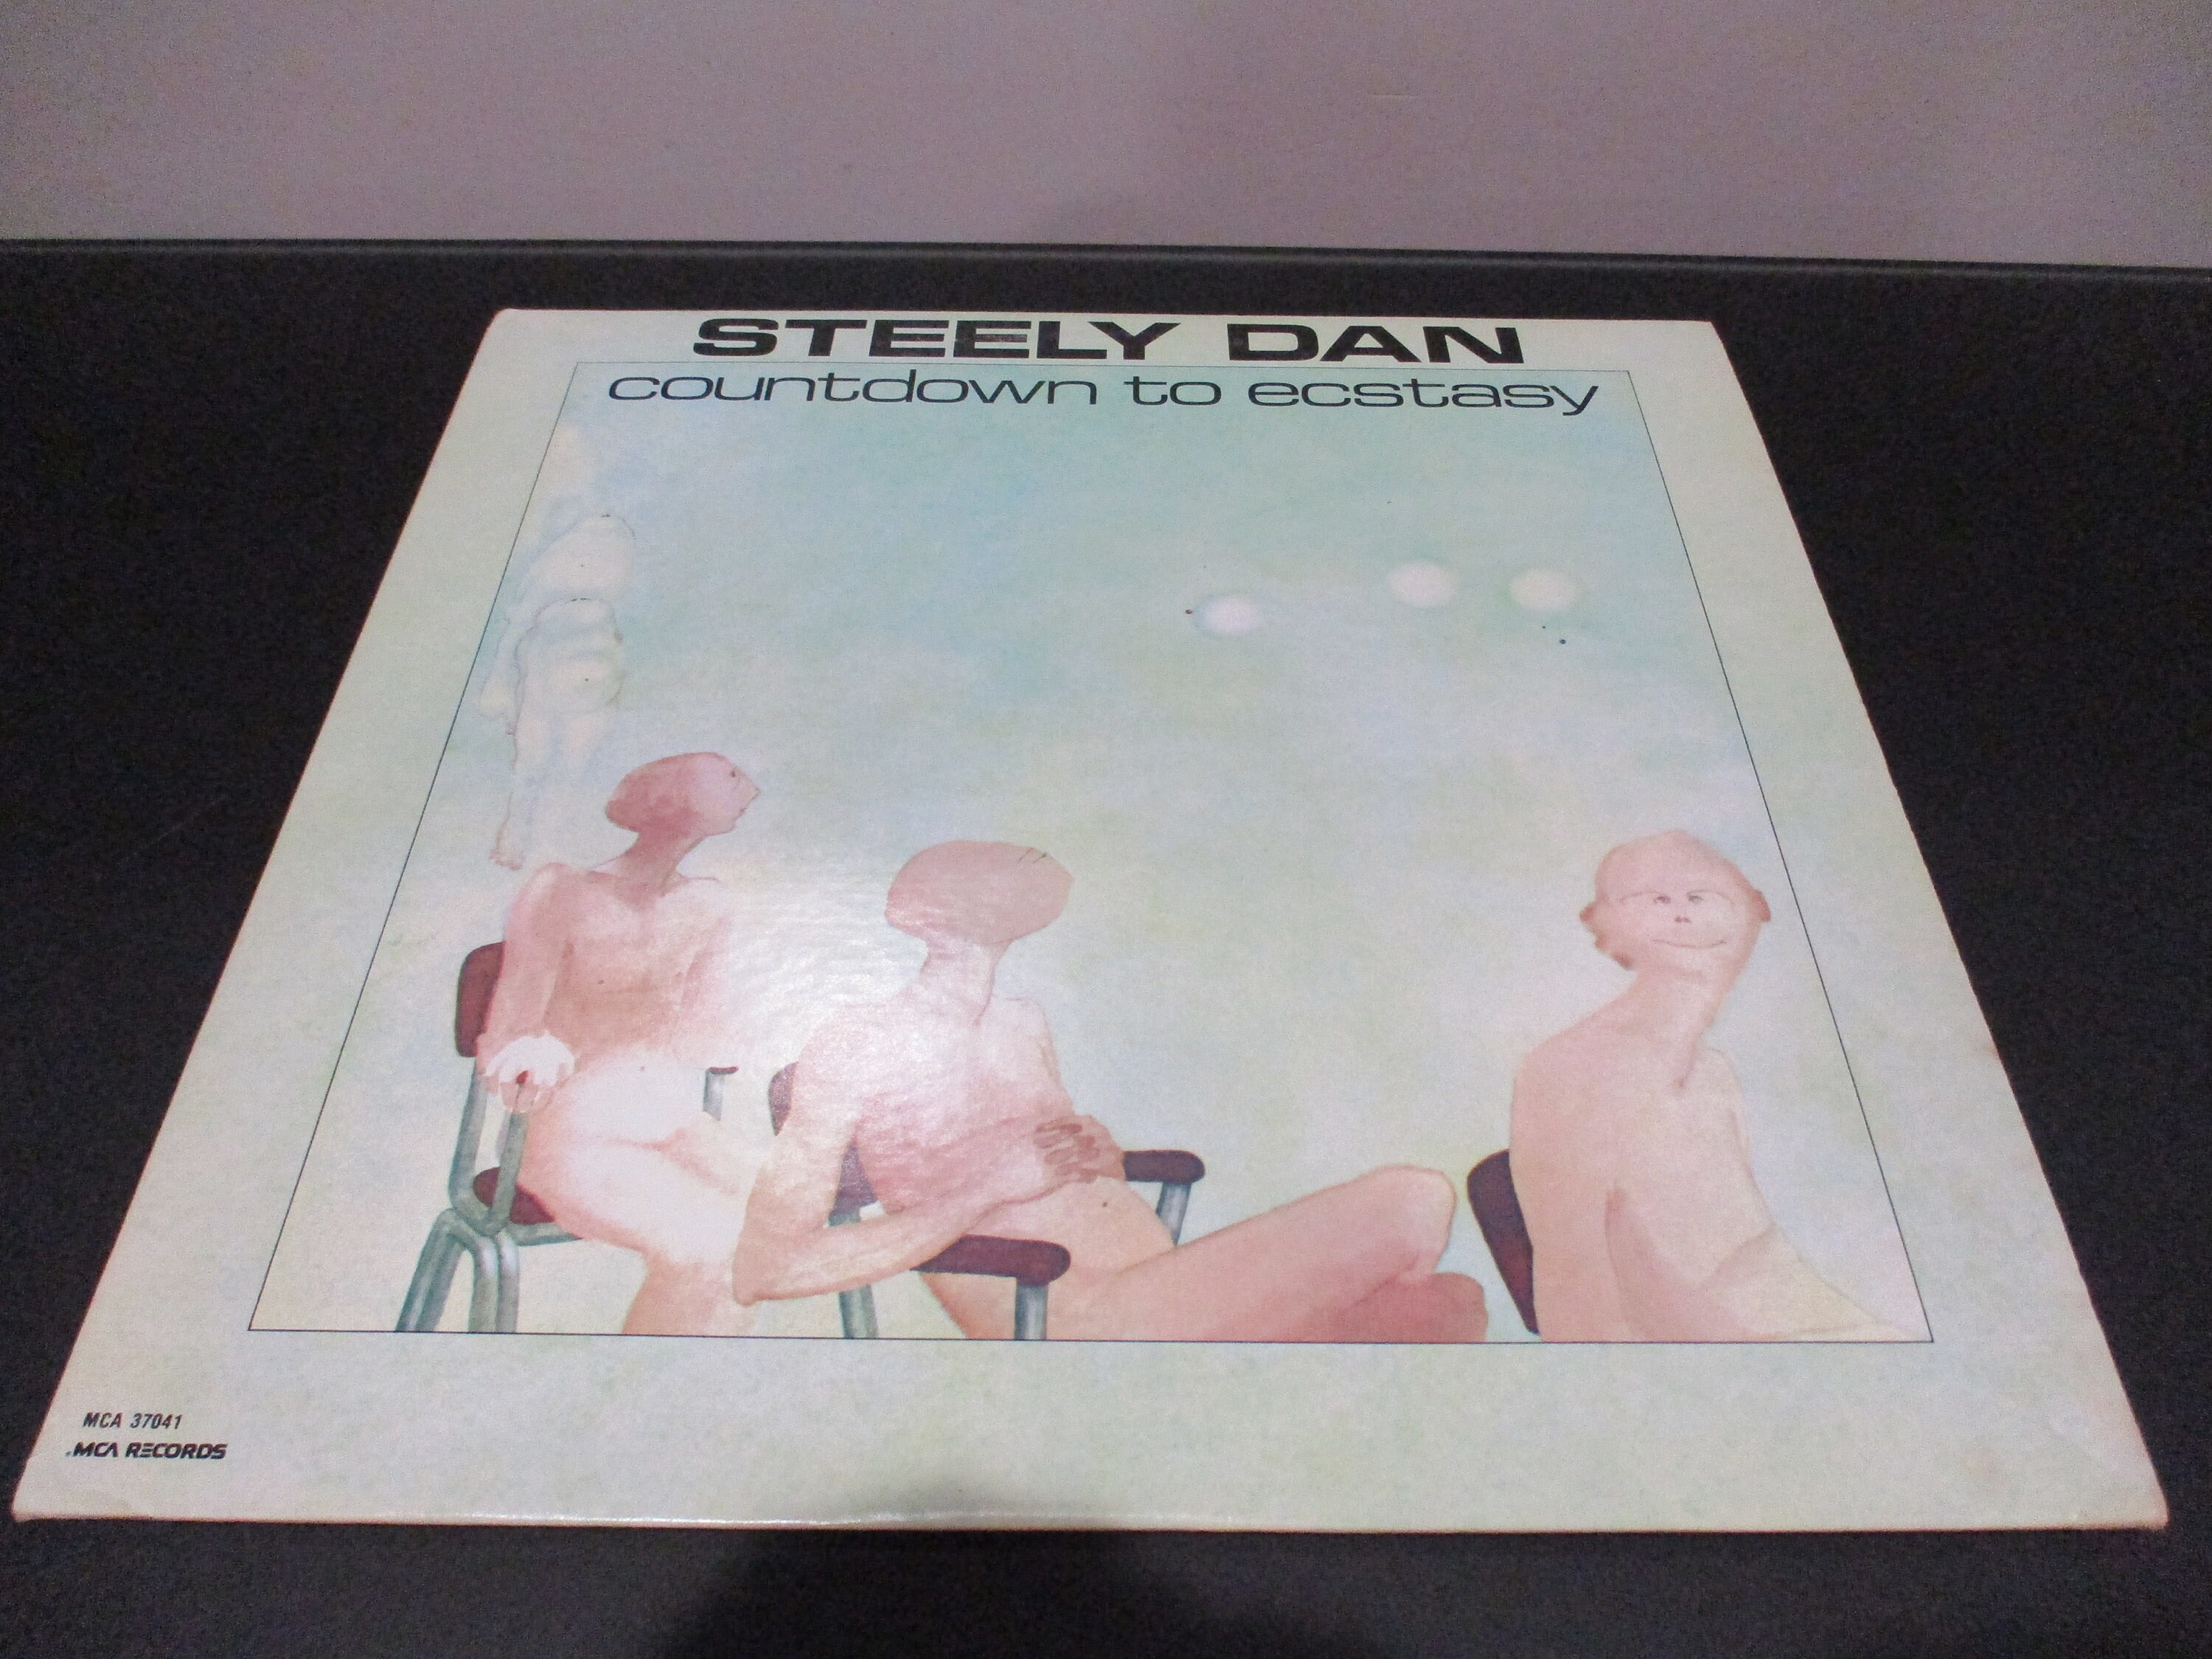 STEELY DAN
countdown to ecstasy
MCA 37041
MCA RECORDS